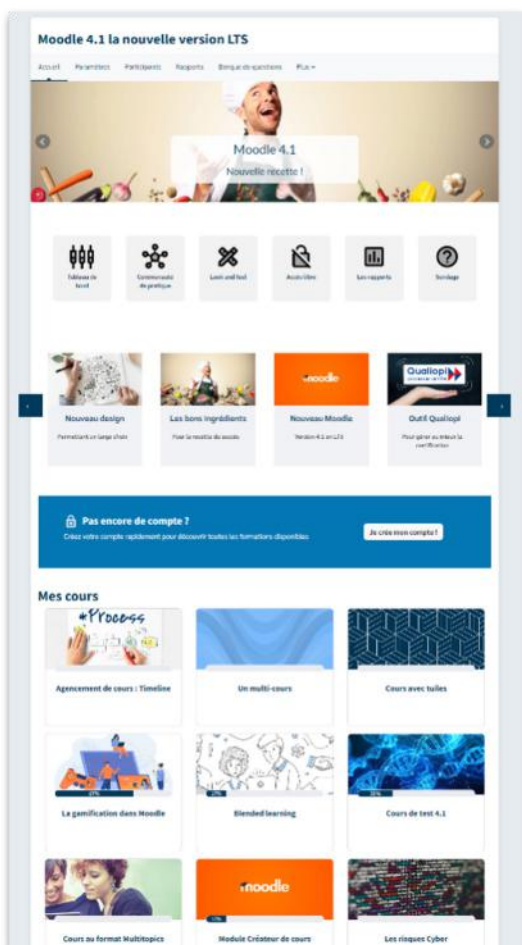 Moodle 4.1 la nouvelle version LTS
Accueil Paramètres Participants Rapports Banque de questions Plus
Moodle 4.1
Nouvelle recette !
Tableau de
bord
Communauté
de pratique
Look and feel
Accès libre
Les rapports
Sondage
moodle
Qualiopi
Nouveau design
Les bons ingrédients
Nouveau Moodle
Outil Qualiopi
Permettant un large choix
Pour la recette du succès
Version 4.1 en LTS
Pour gérer au mieux la
certification
Pas encore de compte ?
Créez votre compte rapidement pour découvrir toutes les formations disponibles
Je crée mon compte !
Mes cours
#Process
Agencement de cours : Timeline
Un multi-cours
Cours avec tuiles
La gamification dans Moodle
Blended learning
Cours de test 4.1
moodle
Cours au format Multitopics
Module Créateur de cours
Les risques Cyber